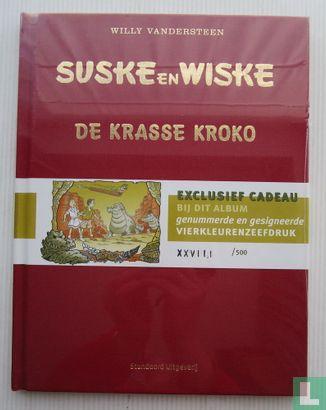 WILLY VANDERSTEEN
SUSKE EN WISKE
DE KRASSE KROKO
EXCLUSIEF CADEAU
BIJ DIT ALBUM
genummerde en gesigneerde
VIERKLEURENZEEFDRUK
/500
Standaard Uitgeverij
catawiki